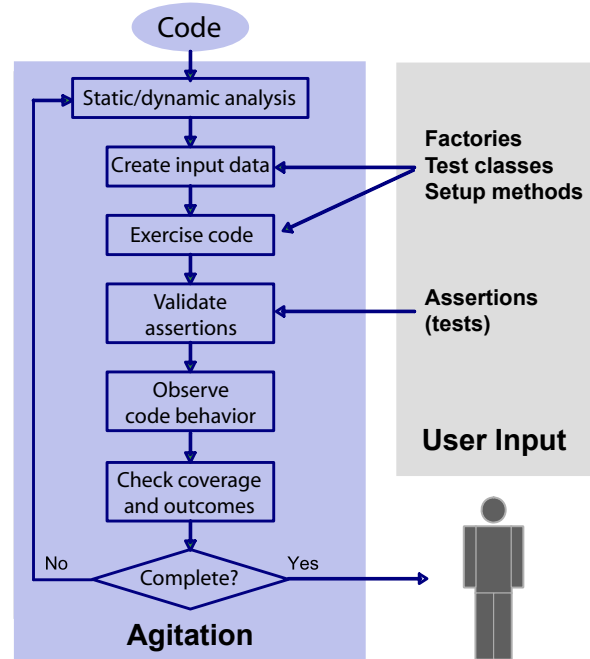 Code
Static/dynamic analysis
Create input data
Exercise code
Validate
assertions
Observe
code behavior
Check coverage
and outcomes
Complete?
No
Yes
Agitation
Factories
Test classes
Setup methods
Assertions
(tests)
User Input